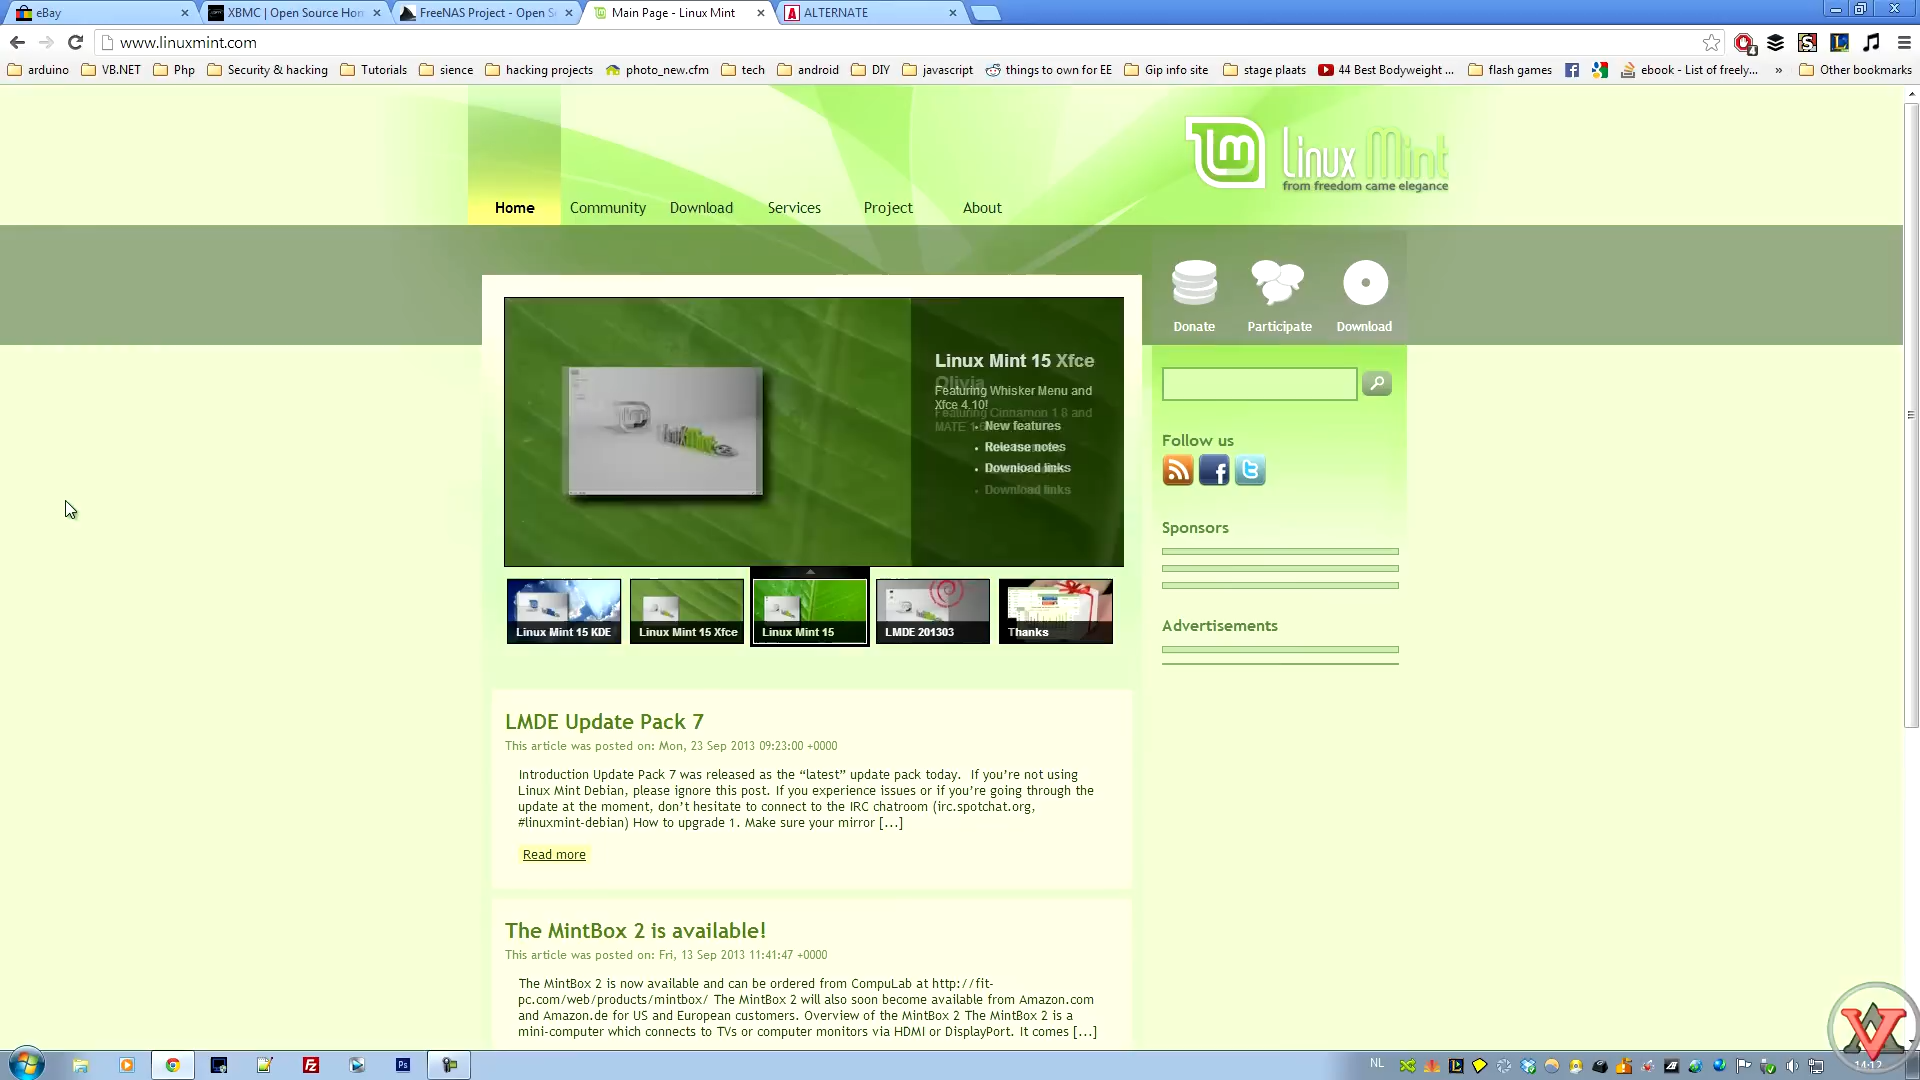 eBay
XBMC | Open Source Hom
FreeNAS Project - Open S
Main Page - Linux Mint
ALTERNATE
www.linuxmint.com
arduino
VB.NET
Php
Security & hacking
Tutorials
sience
hacking projects
photo_new.cfm
tech
android
DIY
javascript
things to own for EE
Gip info site
stage plaats
44 Best Bodyweight ...
flash games
ebook - List of freely...
»
Other bookmarks
Linux Mint
from freedom came elegance
Home
Community
Download
Services
Project
About
Donate
Participate
Download
Linux Mint 15 Xfce
Olivia
Featuring Whisker Menu and
Xfce 4.10!
Featuring Cinnamon 1.8 and
MATE
New features
Release notes
Download links
Download links
Follow us
Sponsors
Advertisements
Linux Mint 15 KDE
Linux Mint 15 Xfce
Linux Mint 15
LMDE 201303
Thanks
LMDE Update Pack 7
This article was posted on: Mon, 23 Sep 2013 09:23:00 +0000
Introduction Update Pack 7 was released as the “latest” update pack today.  If you’re not using
Linux Mint Debian, please ignore this post. If you experience issues or if you’re going through the
update at the moment, don’t hesitate to connect to the IRC chatroom (irc.spotchat.org,
#linuxmint-debian) How to upgrade 1. Make sure your mirror [...]
Read more
The MintBox 2 is available!
This article was posted on: Fri, 13 Sep 2013 11:41:47 +0000
The MintBox 2 is now available and can be ordered from CompuLab at http://fit-
pc.com/web/products/mintbox/ The MintBox 2 will also soon become available from Amazon.com
and Amazon.de for US and European customers. Overview of the MintBox 2 The MintBox 2 is a
mini-computer which connects to TVs or computer monitors via HDMI or DisplayPort. It comes [...]
NL
14:12